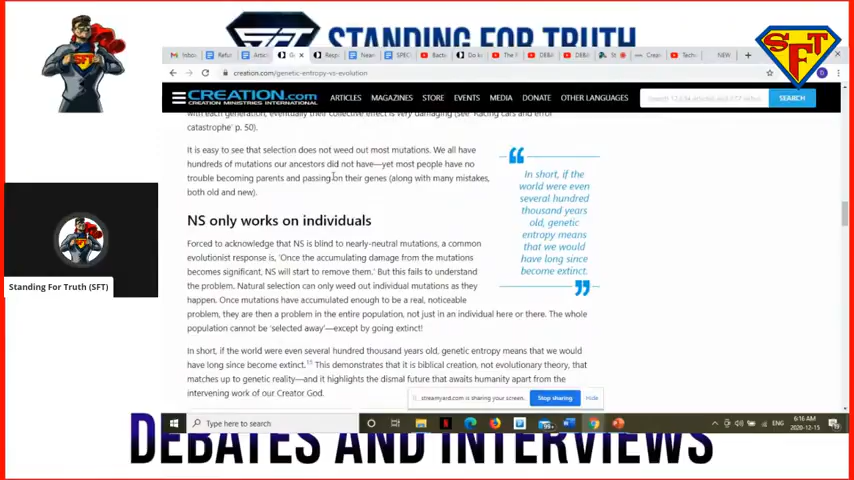 STANDING FOR TRUTH
SFT
SFT
creation.com/genetic-entropy-vs-evolution
CREATION.com
CREATION MINISTRIES INTERNATIONAL
ARTICLES MAGAZINES STORE EVENTS MEDIA DONATE OTHER LANGUAGES
SEARCH
with each generation, eventually their collective effect is very damaging (see 'Racing cars and error
catastrophe' p. 50).
It is easy to see that selection does not weed out most mutations. We all have
hundreds of mutations our ancestors did not have—yet most people have no
trouble becoming parents and passing on their genes (along with many mistakes,
both old and new).
“
In short, if the
world were even
several hundred
thousand years
old, genetic
entropy means
that we would
have long since
become extinct.
”
NS only works on individuals
Forced to acknowledge that NS is blind to nearly-neutral mutations, a common
evolutionist response is, 'Once the accumulating damage from the mutations
becomes significant, NS will start to remove them.' But this fails to understand
the problem. Natural selection can only weed out individual mutations as they
happen. Once mutations have accumulated enough to be a real, noticeable
problem, they are then a problem in the entire population, not just in an individual here or there. The whole
population cannot be 'selected away'—except by going extinct!
In short, if the world were even several hundred thousand years old, genetic entropy means that we would
have long since become extinct. This demonstrates that it is biblical creation, not evolutionary theory, that
matches up to genetic reality—and it highlights the dismal future that awaits humanity apart from the
intervening work of our Creator God.
streamyard.com is sharing your screen.
Stop sharing
Hide
Standing For Truth (SFT)
Type here to search
ENG
6:16 AM
2020-12-15
DEBATES AND INTERVIEWS